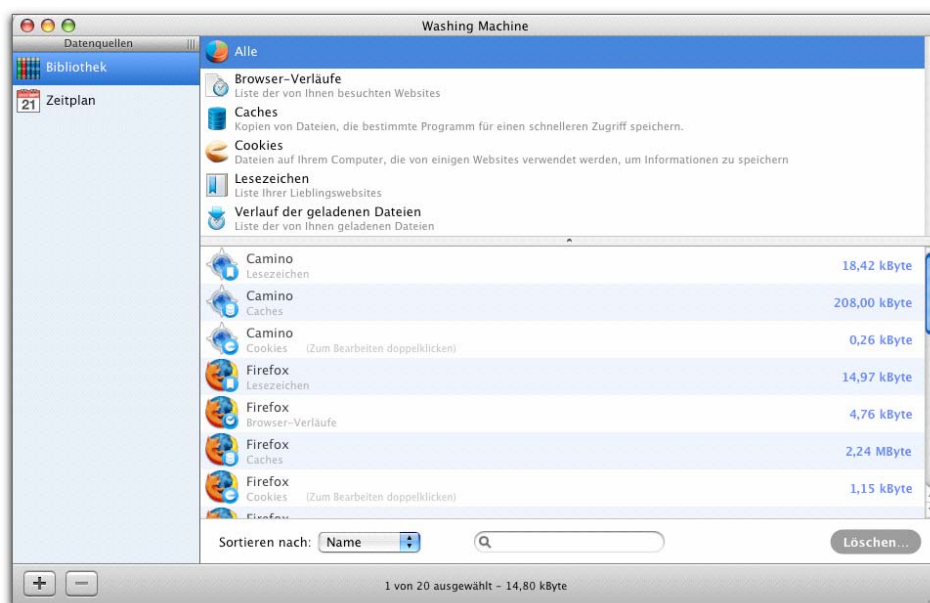 Washing Machine
Datenquellen
Bibliothek
21 Zeitplan
Alle
Browser-Verläufe
Liste der von Ihnen besuchten Websites
Caches
Kopien von Dateien, die bestimmte Programm für einen schnelleren Zugriff speichern.
Cookies
Dateien auf Ihrem Computer, die von einigen Websites verwendet werden, um Informationen zu speichern
Lesezeichen
Liste Ihrer Lieblingswebsites
Verlauf der geladenen Dateien
Liste der von Ihnen geladenen Dateien
Camino
Lesezeichen
18,42 kByte
Camino
Caches
208,00 kByte
Camino
Cookies (Zum Bearbeiten doppelklicken)
0,26 kByte
Firefox
Lesezeichen
14,97 kByte
Firefox
Browser-Verläufe
4,76 kByte
Firefox
Caches
2,24 MByte
Firefox
Cookies (Zum Bearbeiten doppelklicken)
1,15 kByte
Firefox
Sortieren nach: Name
Löschen...
1 von 20 ausgewählt - 14,80 kByte